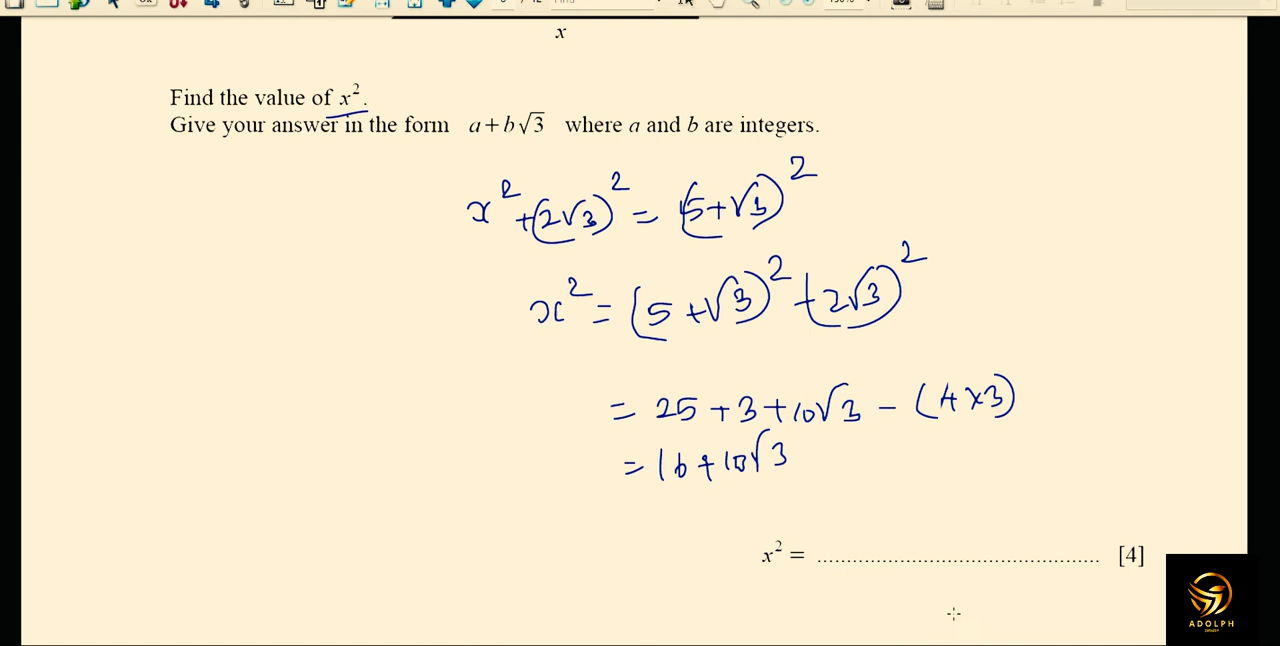 x
Find the value of x².
Give your answer in the form a + b√3 where a and b are integers.
x² + (2√3)² = (5+√3)²
x² = (5+√3)² - (2√3)²
= 25 + 3 + 10√3 - (4×3)
= 16 + 10√3
x² = .............................................. [4]
ADOLPH